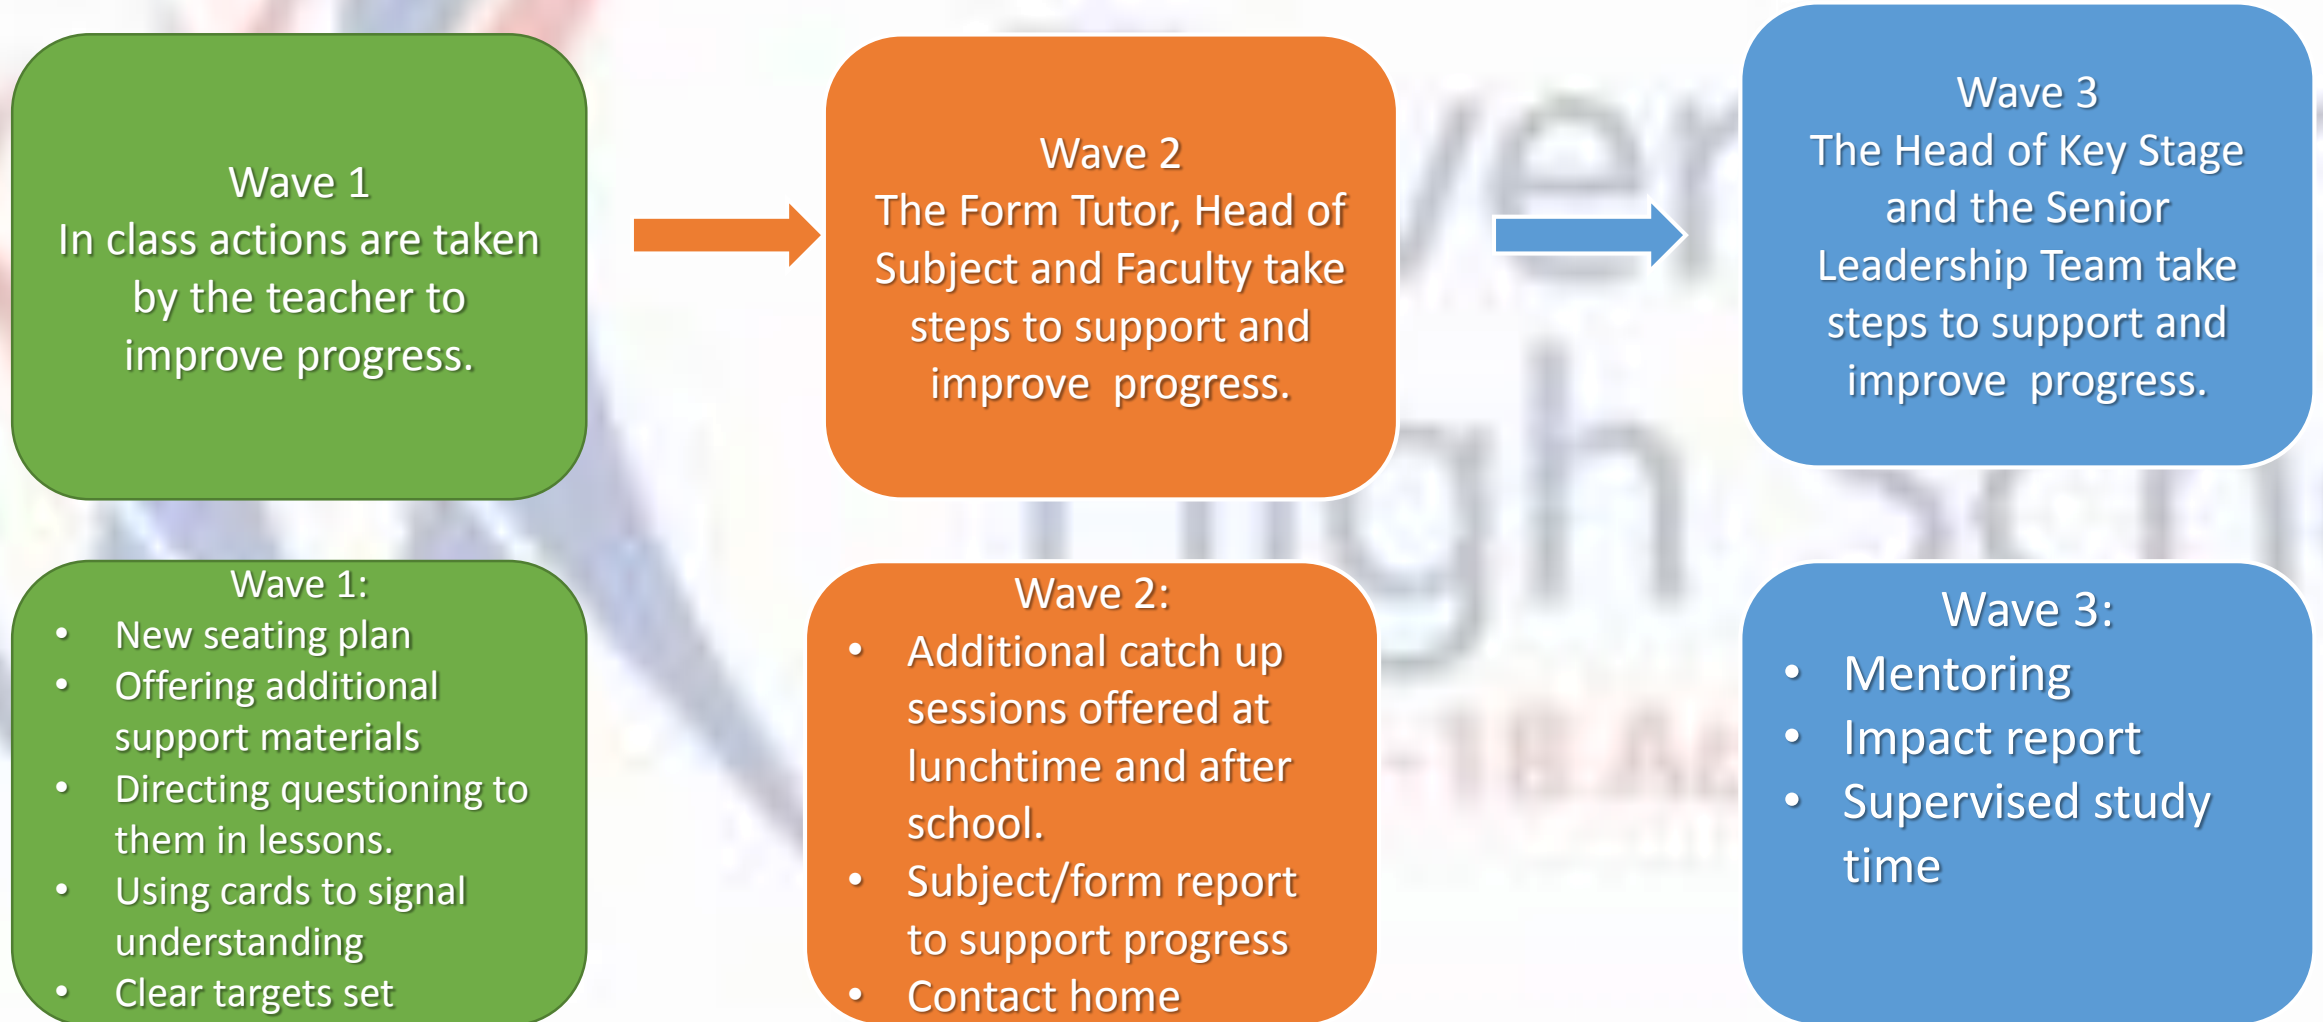 Wave 1
In class actions are taken
by the teacher to
improve progress.
Wave 2
The Form Tutor, Head of
Subject and Faculty take
steps to support and
improve  progress.
Wave 3
The Head of Key Stage
and the Senior
Leadership Team take
steps to support and
improve  progress.
Wave 1:
• New seating plan
• Offering additional
support materials
• Directing questioning to
them in lessons.
• Using cards to signal
understanding
• Clear targets set
Wave 2:
• Additional catch up
sessions offered at
lunchtime and after
school.
• Subject/form report
to support progress
• Contact home
Wave 3:
• Mentoring
• Impact report
• Supervised study
time